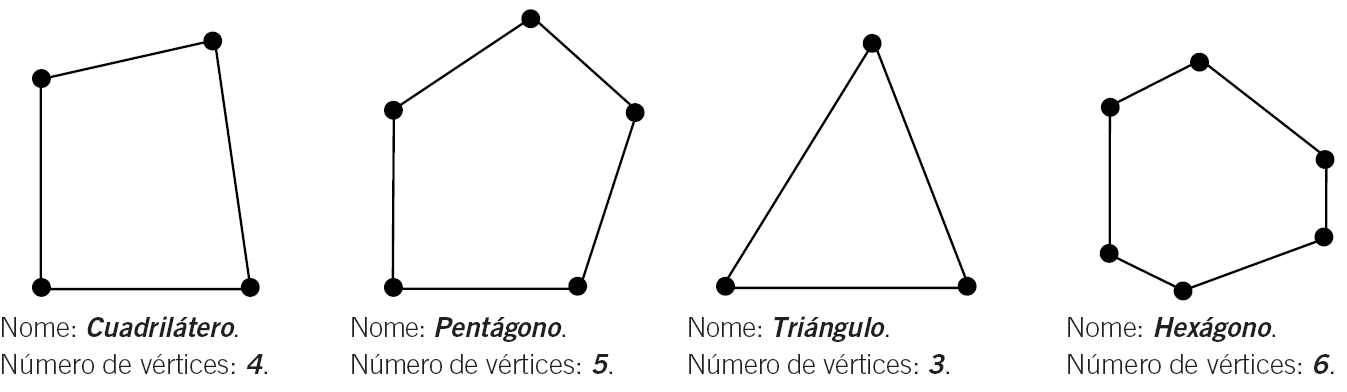 Nome: Cuadrilátero.
Número de vértices: 4.
Nome: Pentágono.
Número de vértices: 5.
Nome: Triángulo.
Número de vértices: 3.
Nome: Hexágono.
Número de vértices: 6.